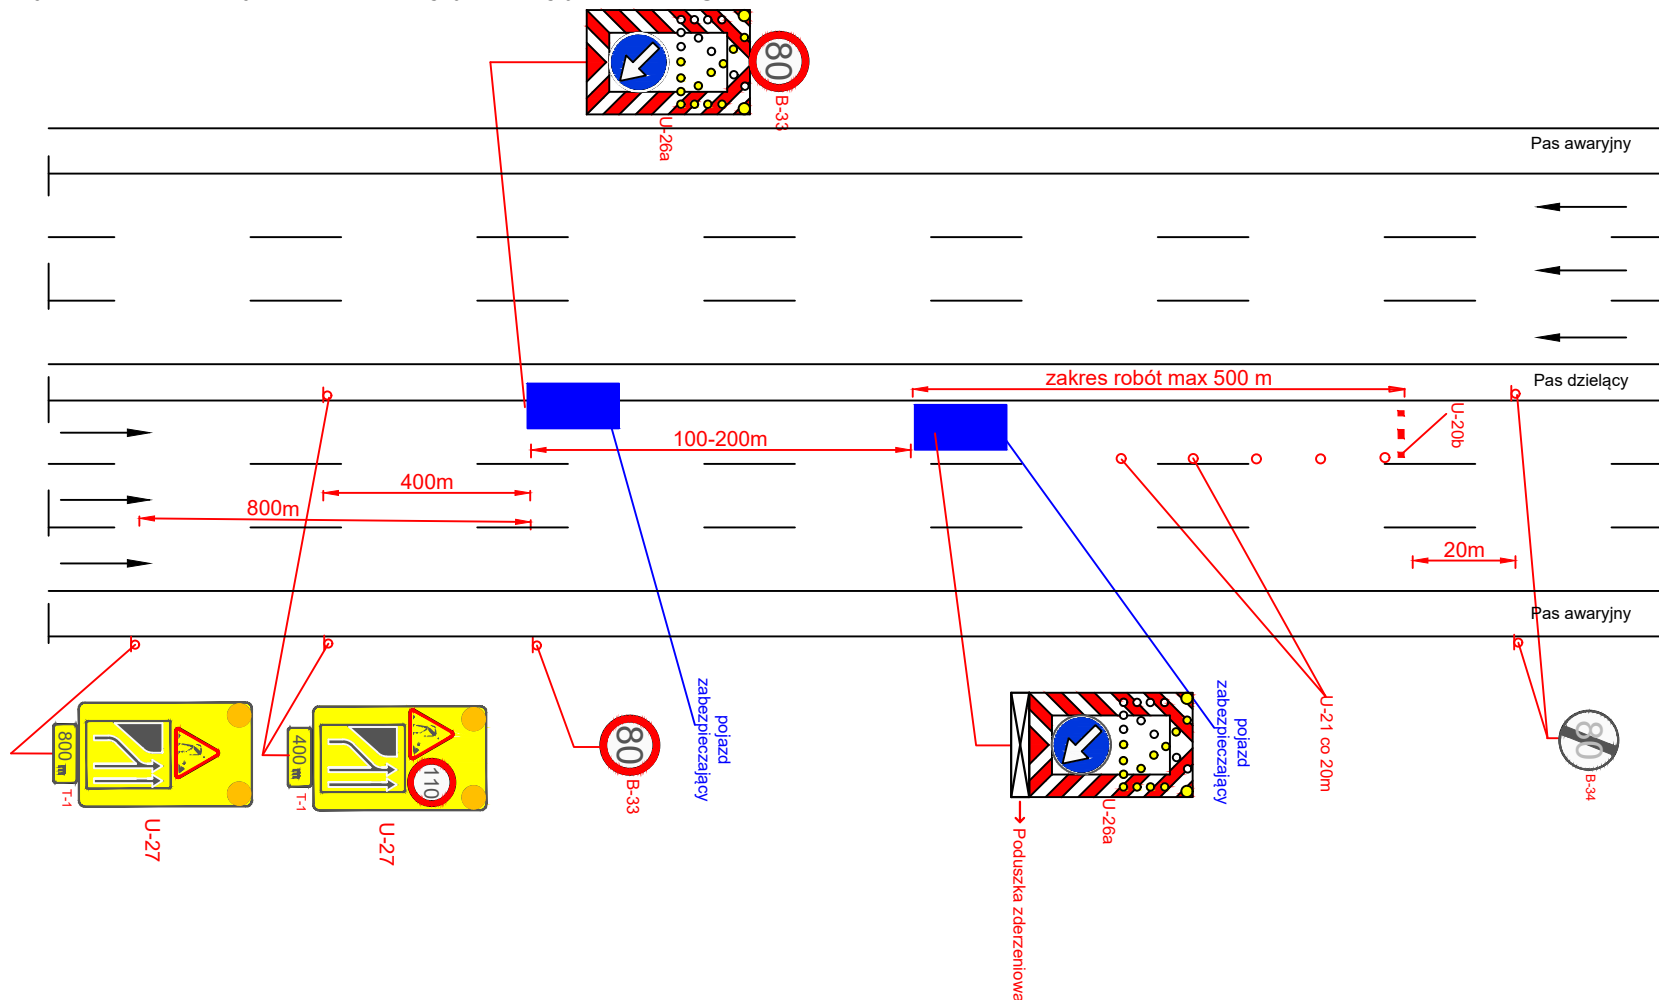 80
B-33
U-26a
Pas awaryjny
zakres robót max 500 m
Pas dzielący
U-20b
100-200m
400m
800m
20m
Pas awaryjny
800 m
T-1
U-27
400 m
T-1
110
U-27
80
B-33
pojazd
zabezpieczający
U-26a
Poduszka zderzeniowa
pojazd
zabezpieczający
U-21 co 20m
80
B-34